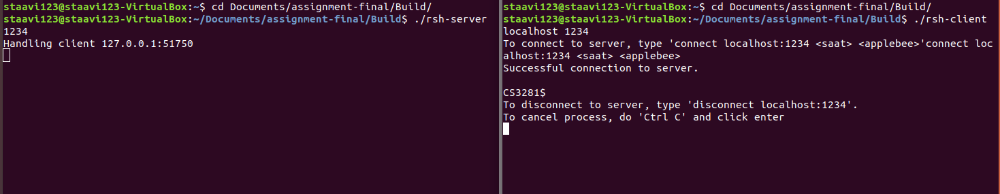 staavi123@staavi123-VirtualBox:~$ cd Documents/assignment-final/Build/
staavi123@staavi123-VirtualBox:~/Documents/assignment-final/Build$ ./rsh-server
1234
Handling client 127.0.0.1:51750
staavi123@staavi123-VirtualBox:~$ cd Documents/assignment-final/Build/
staavi123@staavi123-VirtualBox:~/Documents/assignment-final/Build$ ./rsh-client
localhost 1234
To connect to server, type 'connect localhost:1234 <saat> <applebee>'connect loc
alhost:1234 <saat> <applebee>
Successful connection to server.
CS3281$
To disconnect to server, type 'disconnect localhost:1234'.
To cancel process, do 'Ctrl C' and click enter